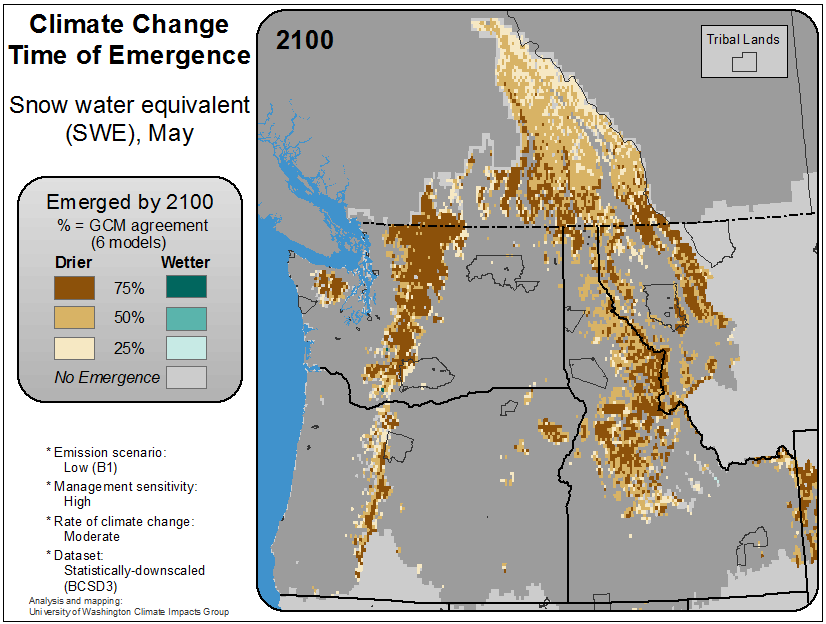 Climate Change
Time of Emergence
Snow water equivalent
(SWE), May
Emerged by 2100
% = GCM agreement
(6 models)
Drier Wetter
75%
50%
25%
No Emergence
* Emission scenario:
Low (B1)
* Management sensitivity:
High
* Rate of climate change:
Moderate
* Dataset:
Statistically-downscaled
(BCSD3)
Analysis and mapping:
University of Washington Climate Impacts Group
2100
Tribal Lands